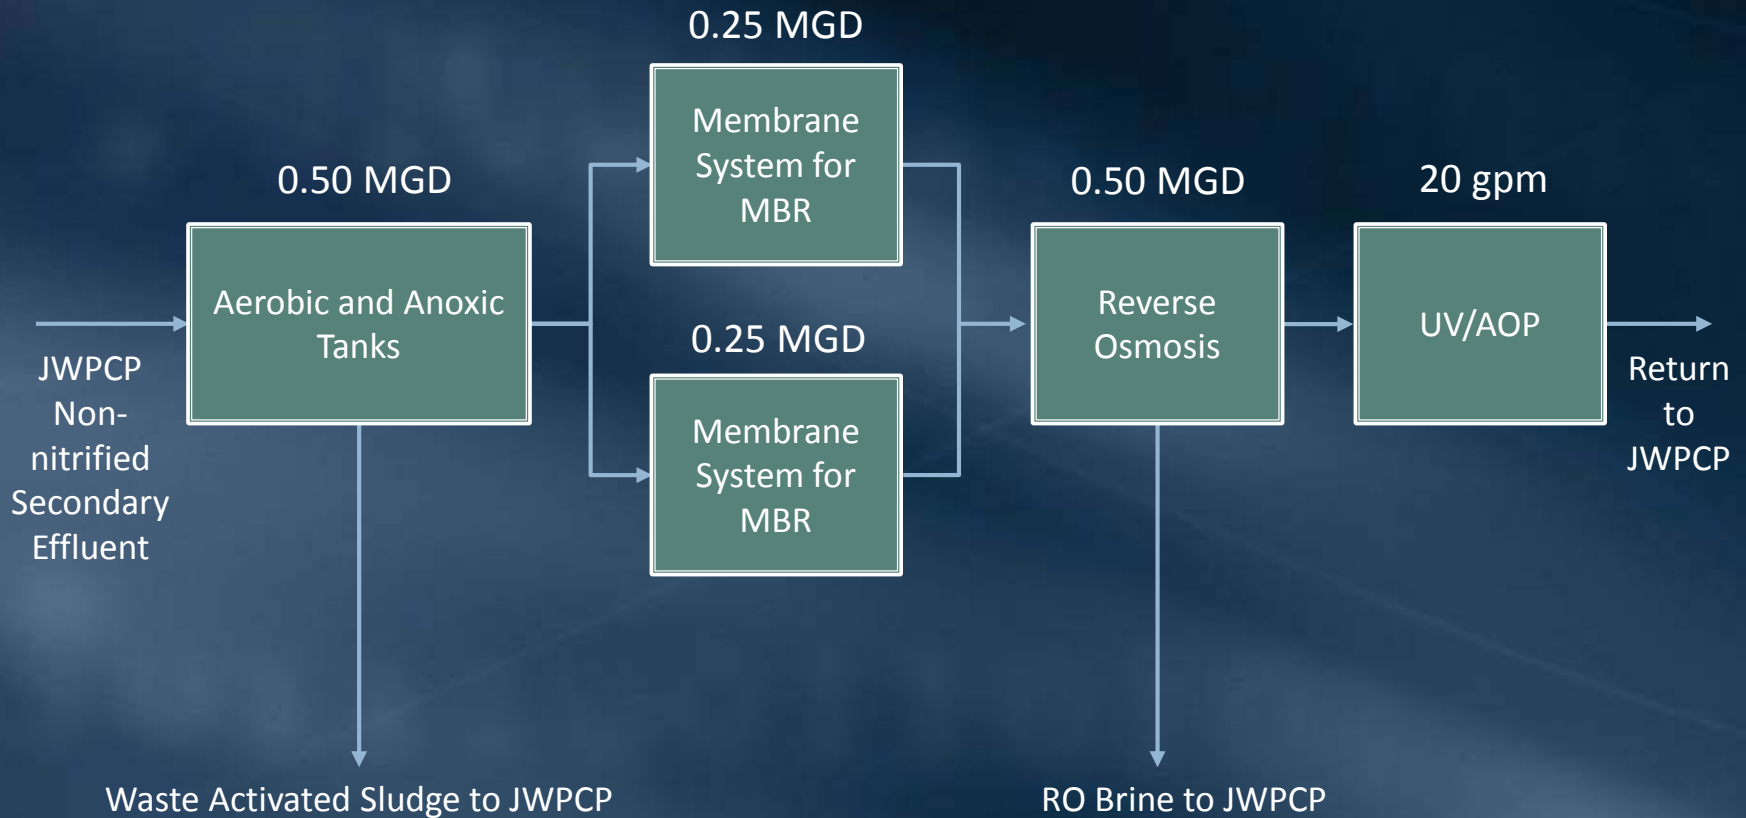 0.25 MGD
Membrane
System for
MBR
0.50 MGD
Aerobic and Anoxic
Tanks
0.25 MGD
Membrane
System for
MBR
0.50 MGD
Reverse
Osmosis
20 gpm
UV/AOP
JWPCP
Non-
nitrified
Secondary
Effluent
Return
to
JWPCP
Waste Activated Sludge to JWPCP
RO Brine to JWPCP